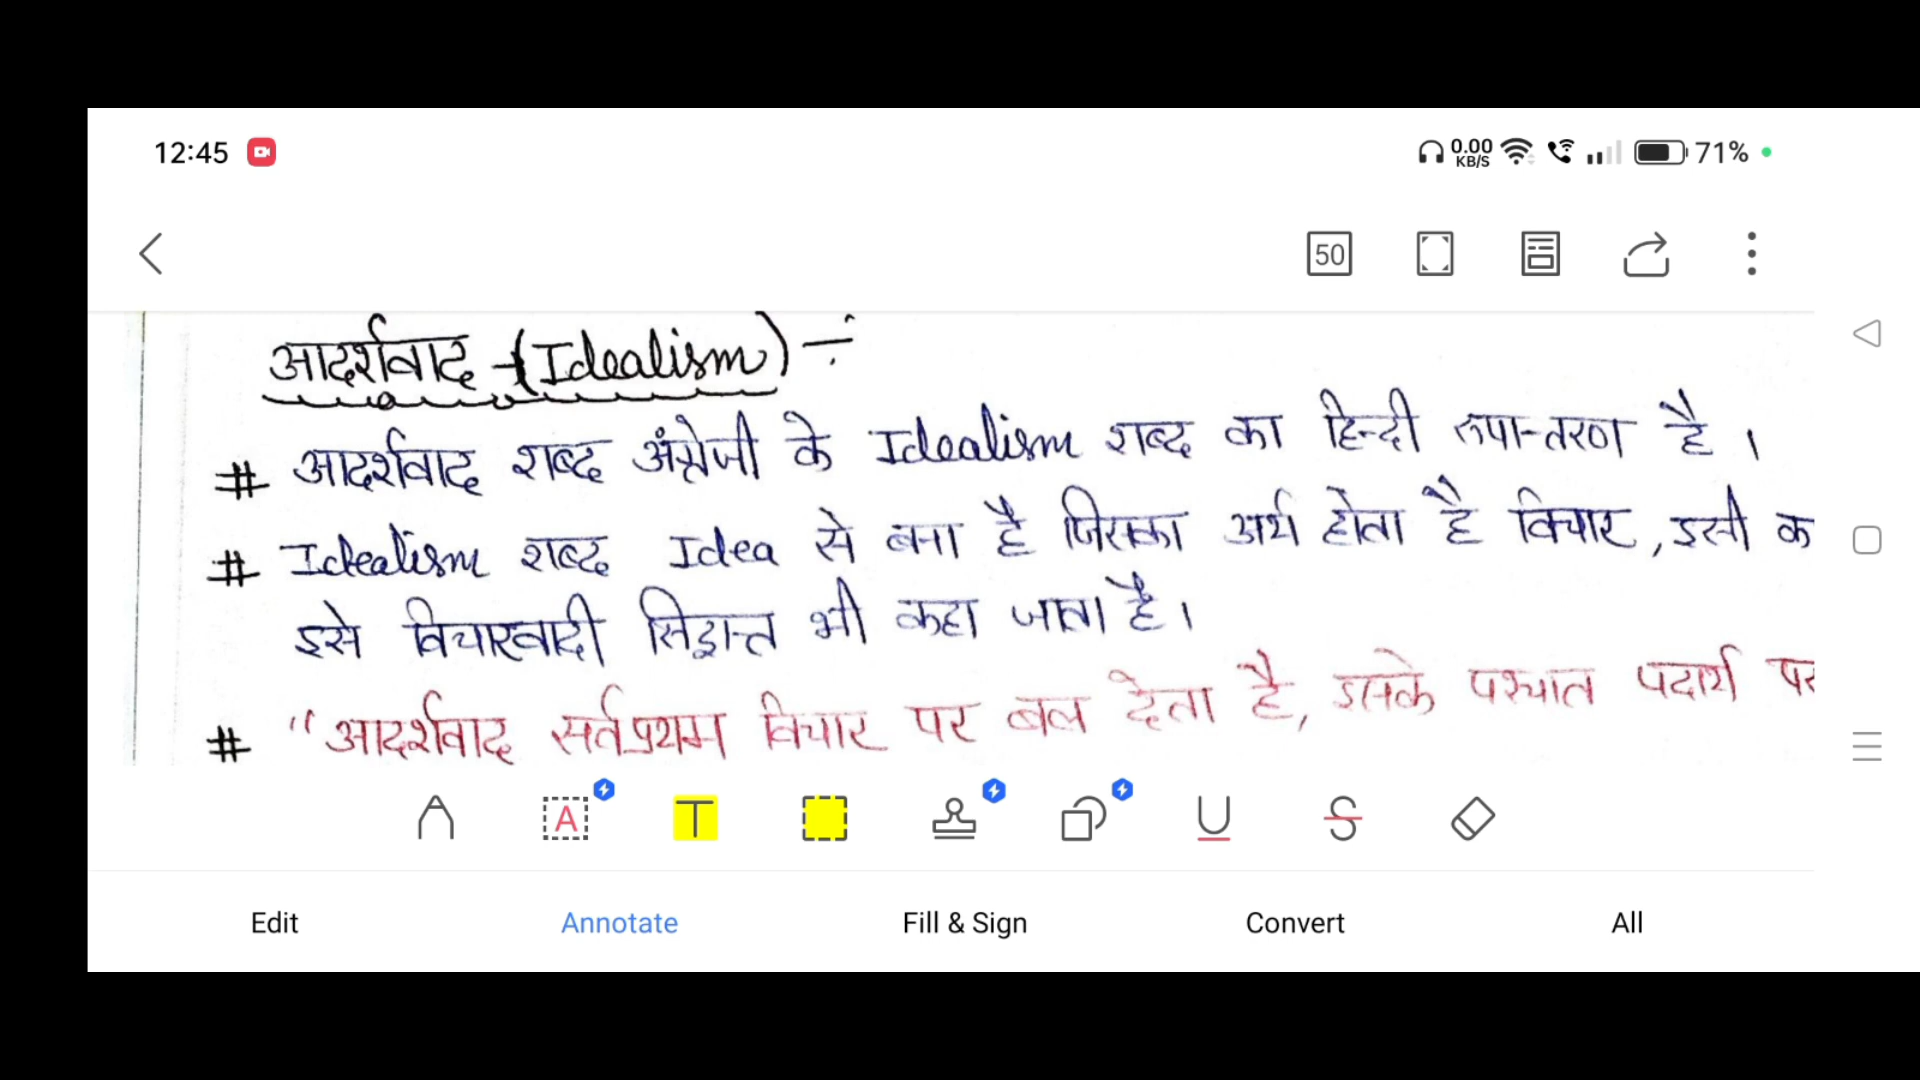 12:45 0.00 KB/S 71%
50
आदर्शवाद -(Idealism) ÷
# आदर्शवाद शब्द अंग्रेजी के Idealism शब्द का हिन्दी रुपान्तरण है ।
# Idealism शब्द Idea से बना है जिसका अर्थ होता है विचार, इसी क
इसे विचारवादी सिद्धान्त भी कहा जाता है ।
# "आदर्शवाद सर्वप्रथम विचार पर बल देता है, इसके पश्चात पदार्थ पर
A T U S
Edit Annotate Fill & Sign Convert All